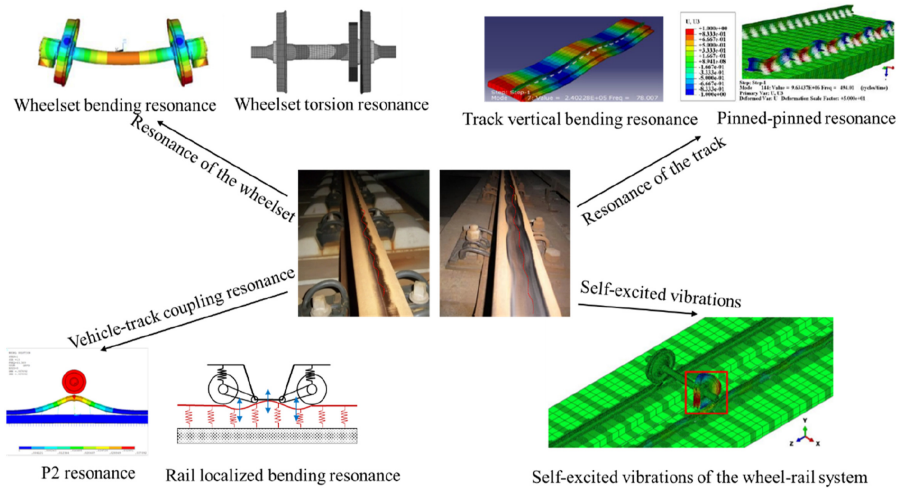 U, U3
Wheelset bending resonance
Wheelset torsion resonance
Track vertical bending resonance
Pinned-pinned resonance
Resonance of the wheelset
Resonance of the track
Vehicle-track coupling resonance
Self-excited vibrations
P2 resonance
Rail localized bending resonance
Self-excited vibrations of the wheel-rail system
Y
Z
X